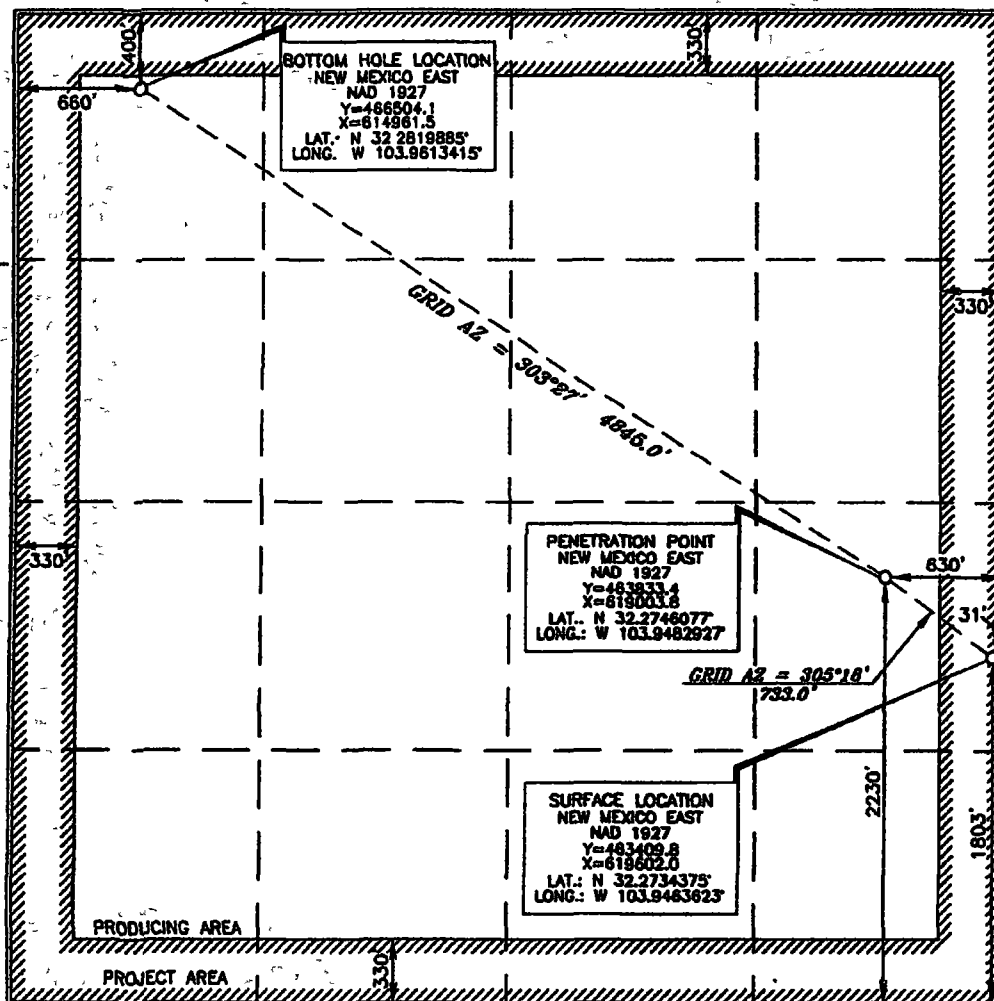 400'
330'
660'
BOTTOM HOLE LOCATION
NEW MEXICO EAST
NAD 1927
Y=466504.1
X=614961.5
LAT.: N 32.2819885°
LONG. W 103.9613415°
330'
GRID AZ = 303°27' 4845.0'
330'
PENETRATION POINT
NEW MEXICO EAST
NAD 1927
Y=463833.4
X=619003.8
LAT.. N 32.2746077°
LONG.: W 103.9482927°
630'
31'
GRID AZ = 305°18'
733.0'
2230'
1803'
SURFACE LOCATION
NEW MEXICO EAST
NAD 1927
Y=463409.8
X=619602.0
LAT.: N 32.2734375°
LONG.: W 103.9463623°
PRODUCING AREA
PROJECT AREA
330'